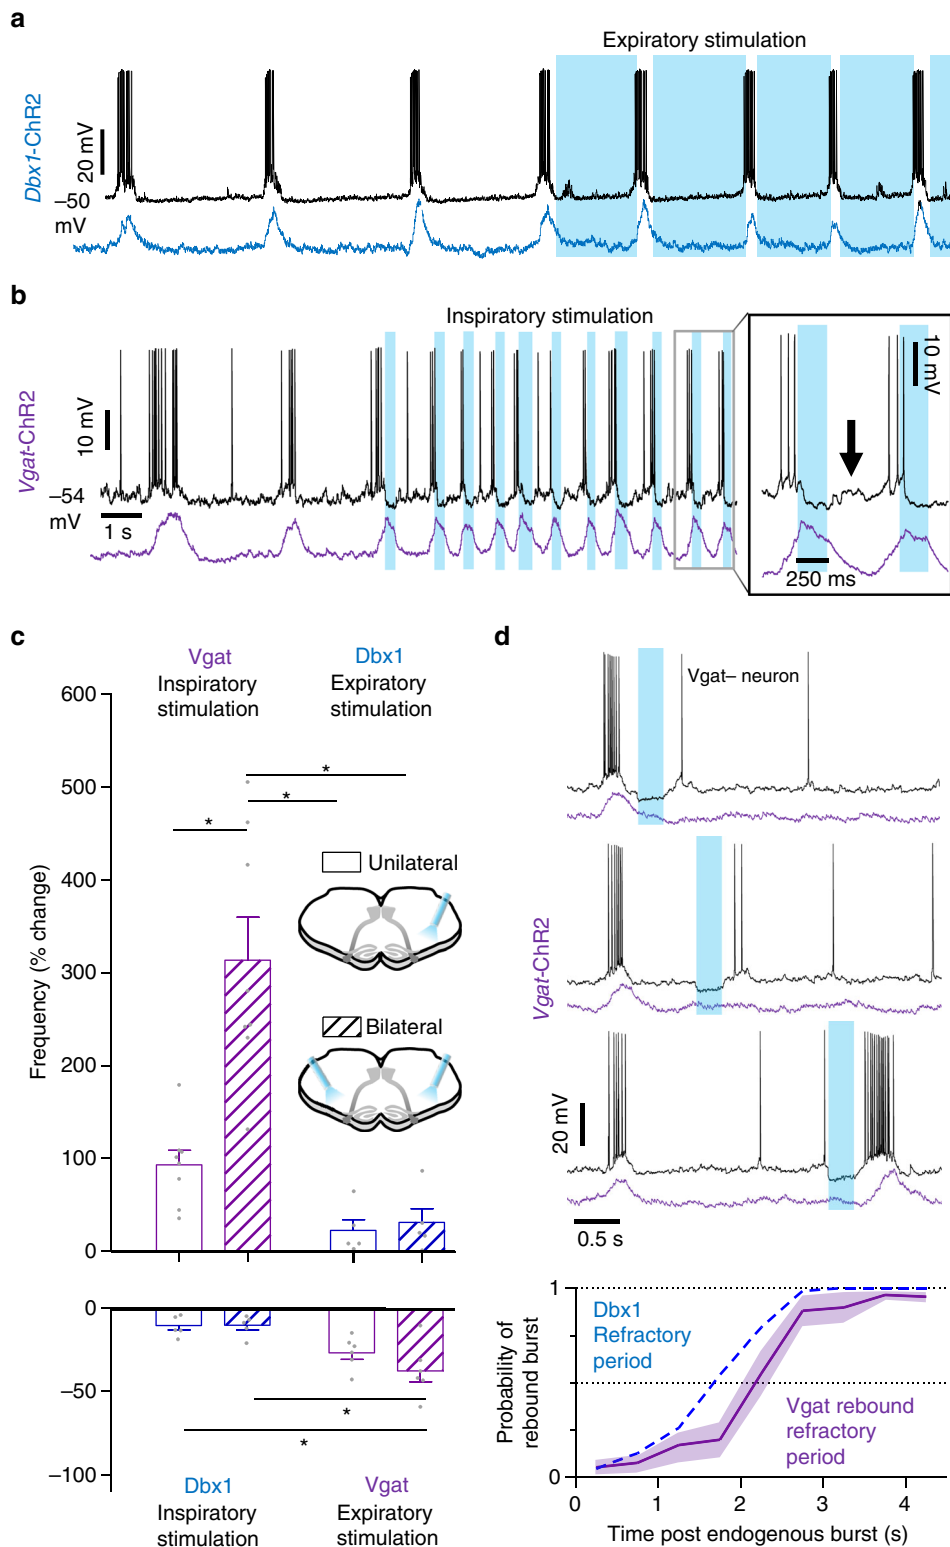 a
Expiratory stimulation
Dbx1-ChR2
20 mV
–50
mV
b
Inspiratory stimulation
Vgat-ChR2
10 mV
–54
mV
1 s
10 mV
250 ms
c
Vgat
Inspiratory
stimulation
Dbx1
Expiratory
stimulation
Frequency (% change)
600
500
400
300
200
100
0
*
*
*
Unilateral
Bilateral
0
–50
–100
*
*
Dbx1
Inspiratory
stimulation
Vgat
Expiratory
stimulation
d
Vgat– neuron
Vgat-ChR2
20 mV
0.5 s
Probability of
rebound burst
1
0
Dbx1
Refractory
period
Vgat rebound
refractory
period
0
1
2
3
4
Time post endogenous burst (s)